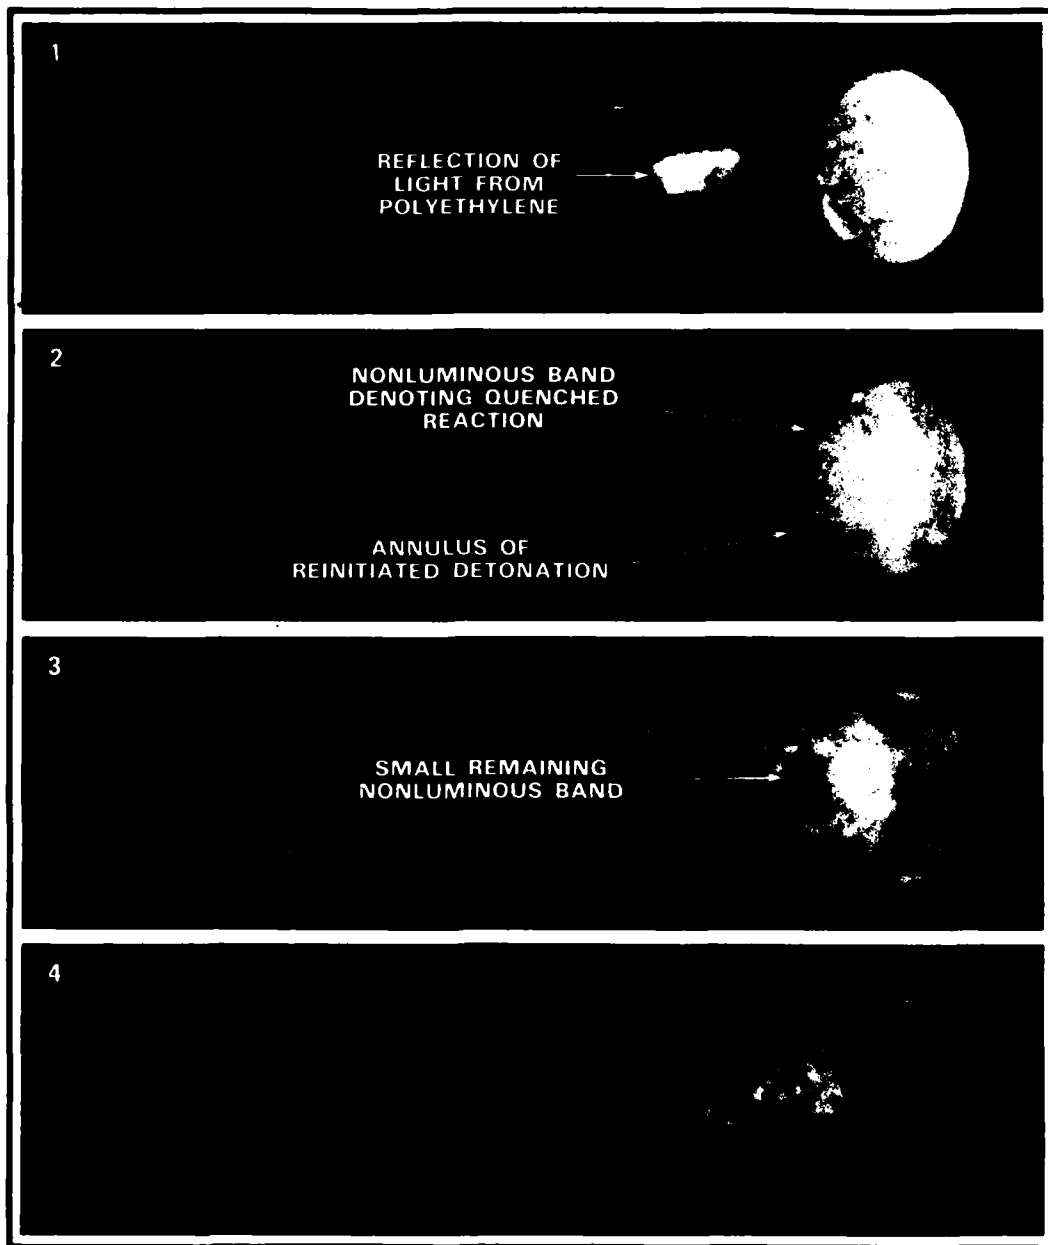 1
REFLECTION OF
LIGHT FROM
POLYETHYLENE
2
NONLUMINOUS BAND
DENOTING QUENCHED
REACTION
ANNULUS OF
REINITIATED DETONATION
3
SMALL REMAINING
NONLUMINOUS BAND
4